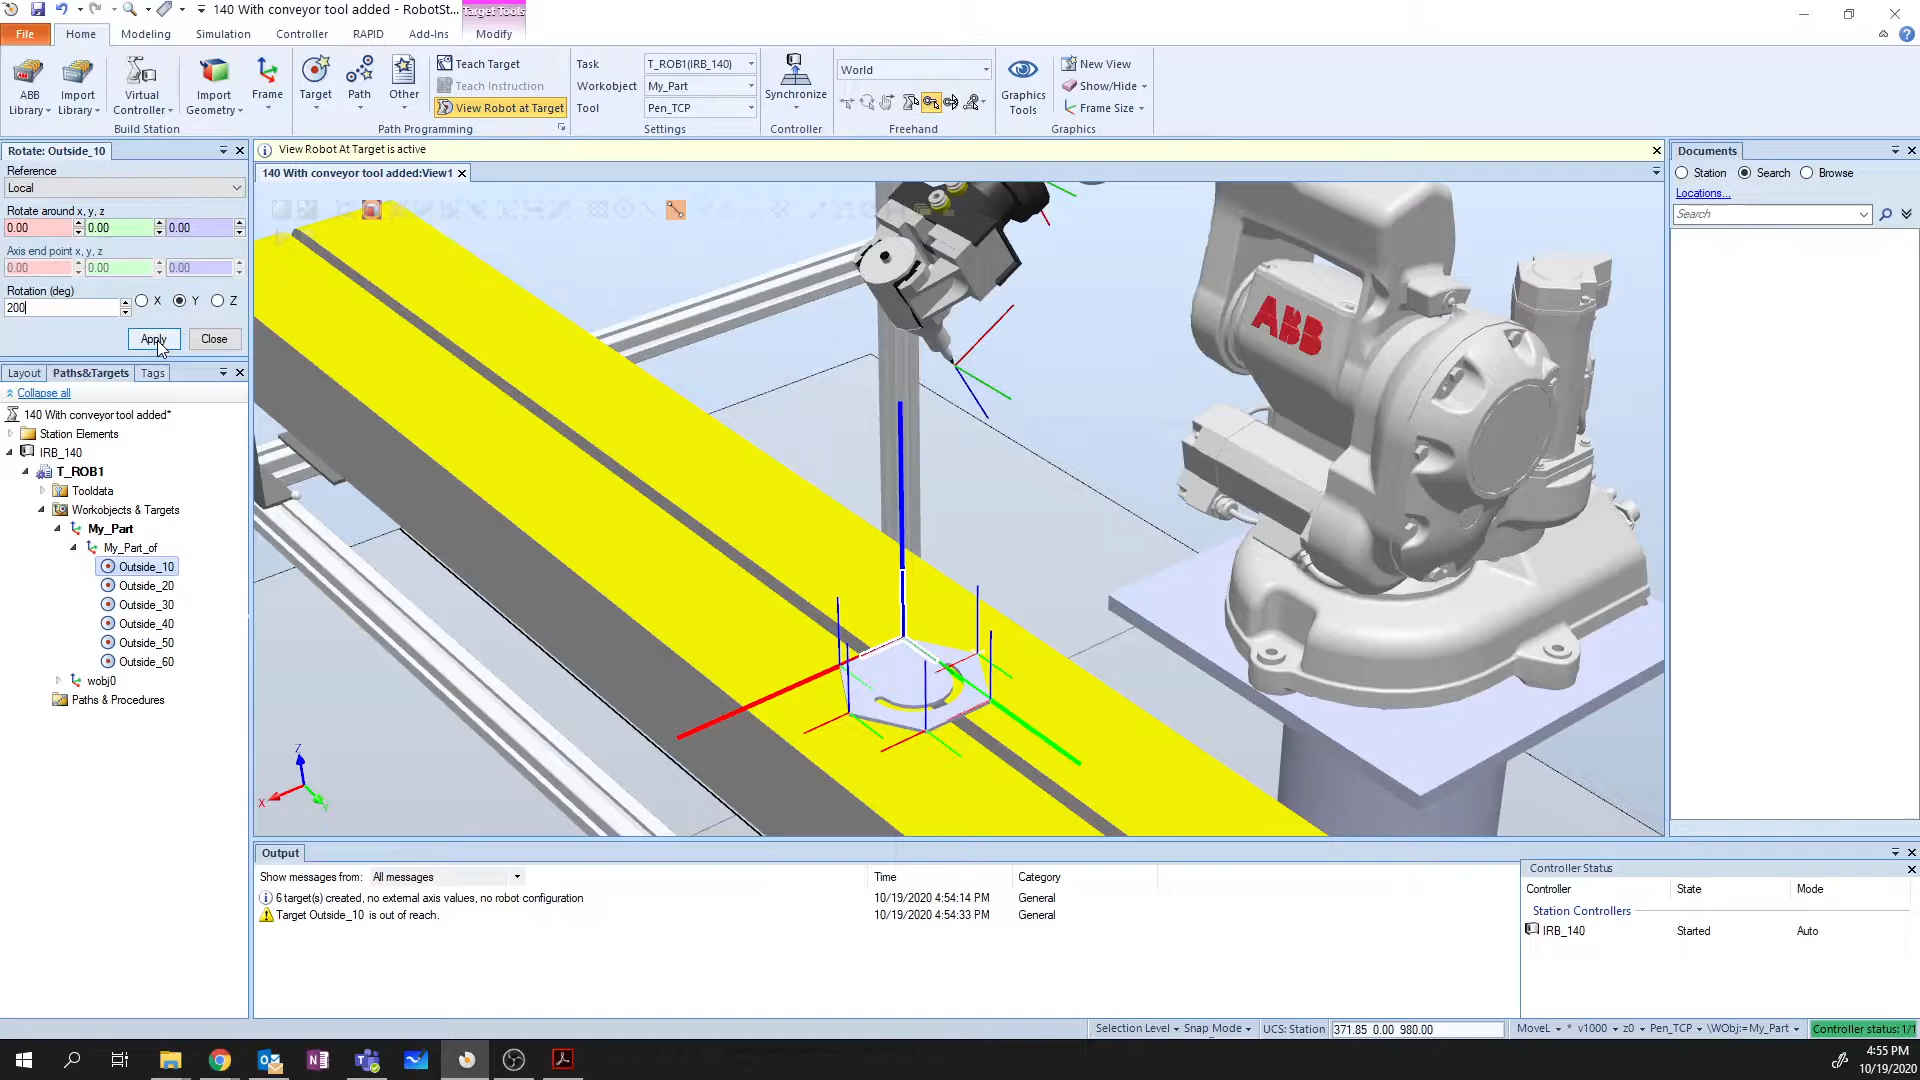 140 With conveyor tool added - RobotSt...
Target Tools
File
Home
Modeling
Simulation
Controller
RAPID
Add-Ins
Modify
ABB Library
Import Library
Virtual Controller
Import Geometry
Frame
Build Station
Target
Path
Other
Teach Target
Teach Instruction
View Robot at Target
Path Programming
Task
T_ROB1(IRB_140)
Workobject
My_Part
Tool
Pen_TCP
Settings
Synchronize
Controller
World
Freehand
Graphics Tools
New View
Show/Hide
Frame Size
Graphics
Rotate: Outside_10
Reference
Local
Rotate around x, y, z
0.00
0.00
0.00
Axis end point x, y, z
0.00
0.00
0.00
Rotation (deg)
200
X
Y
Z
Apply
Close
Layout
Paths&Targets
Tags
Collapse all
140 With conveyor tool added*
Station Elements
IRB_140
T_ROB1
Tooldata
Workobjects & Targets
My_Part
My_Part_of
Outside_10
Outside_20
Outside_30
Outside_40
Outside_50
Outside_60
wobj0
Paths & Procedures
View Robot At Target is active
140 With conveyor tool added:View1
ABB
Z
X
Y
Documents
Station
Search
Browse
Locations...
Search
Output
Show messages from:
All messages
Time
Category
6 target(s) created, no external axis values, no robot configuration
10/19/2020 4:54:14 PM
General
Target Outside_10 is out of reach.
10/19/2020 4:54:33 PM
General
Controller Status
Controller
State
Mode
Station Controllers
IRB_140
Started
Auto
Selection Level
Snap Mode
UCS: Station
371.85 0.00 980.00
MoveL
*
v1000
z0
Pen_TCP
\WObj:=My_Part
Controller status: 1/1
4:55 PM
10/19/2020